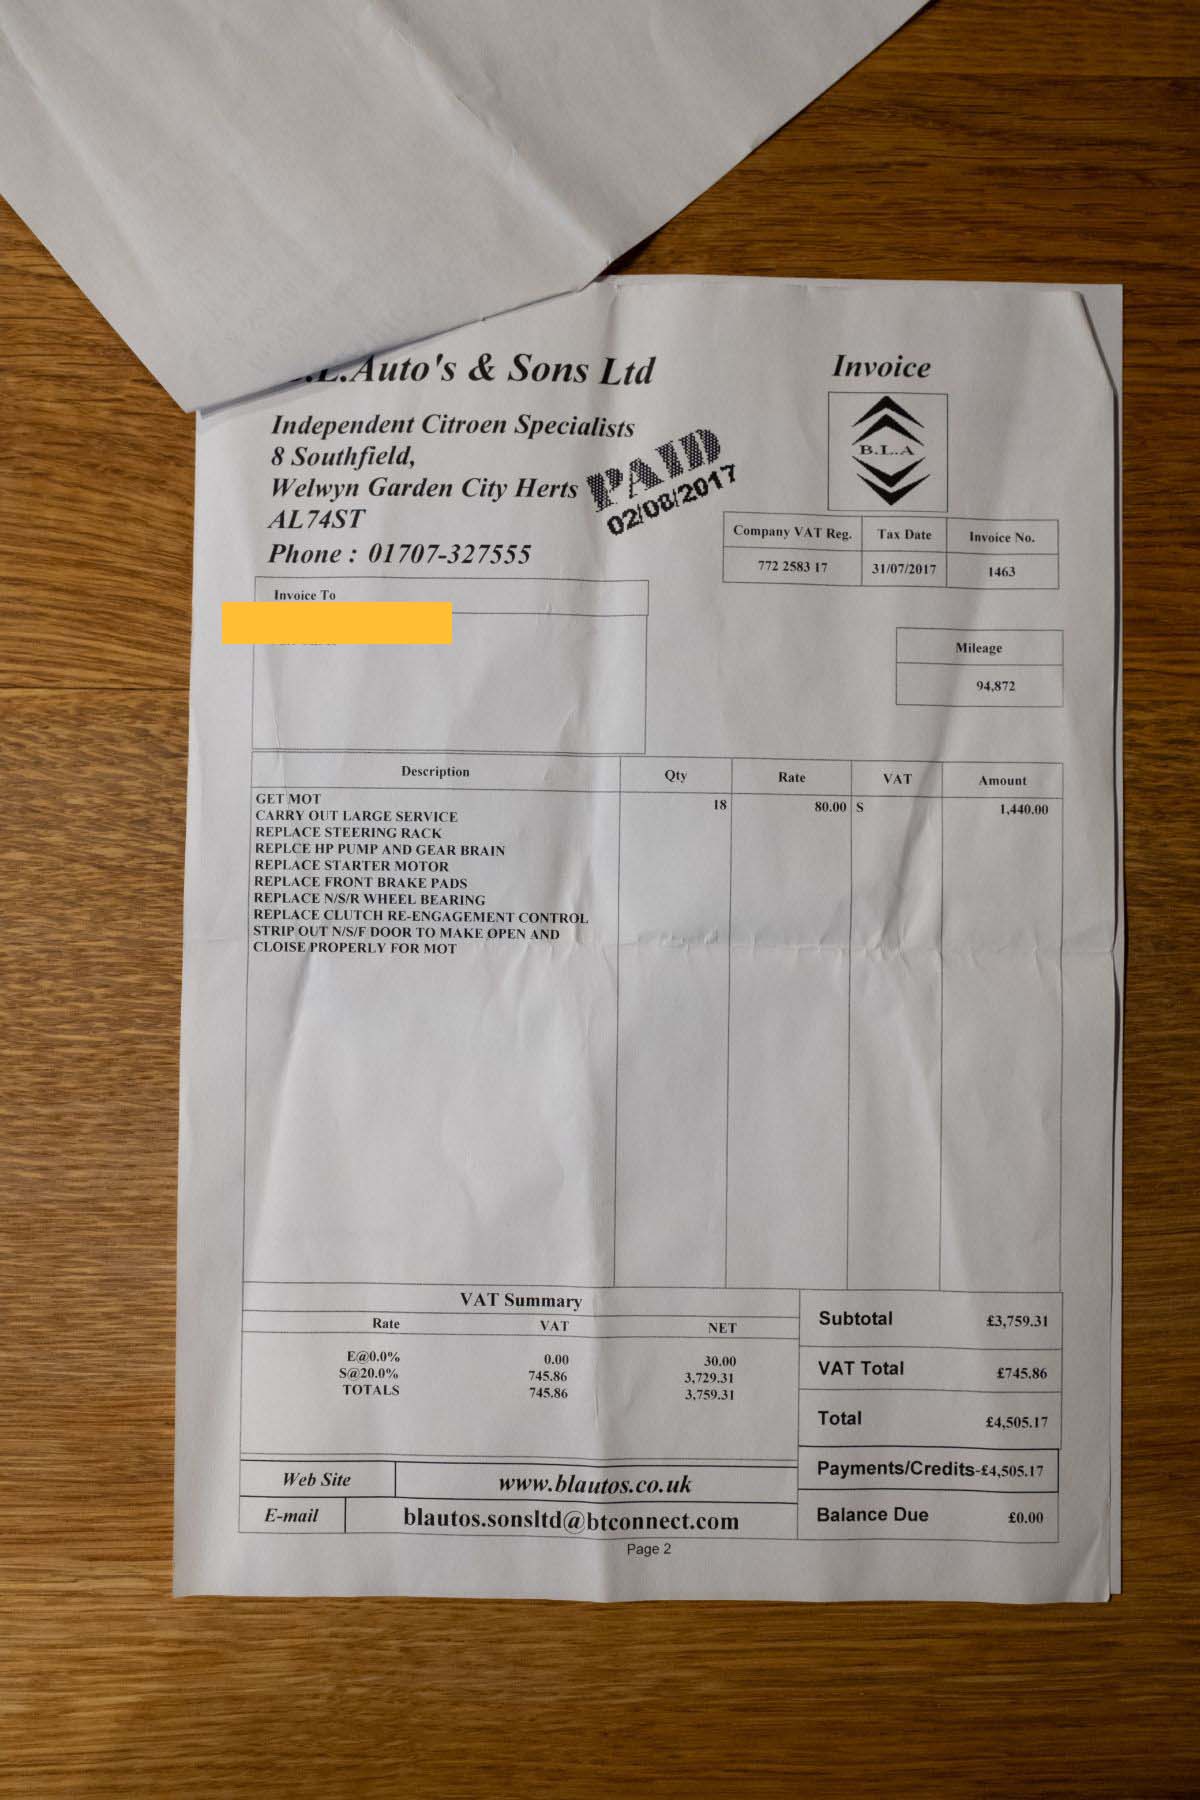 .L.Auto's & Sons Ltd
Invoice
Independent Citroen Specialists
8 Southfield,
Welwyn Garden City Herts
AL74ST
Phone : 01707-327555
PAID
02/08/2017
B.L.A
Company VAT Reg. Tax Date Invoice No.
772 2583 17 31/07/2017 1463
Invoice To
Mileage
94,872
Description Qty Rate VAT Amount
GET MOT 18 80.00 S 1,440.00
CARRY OUT LARGE SERVICE
REPLACE STEERING RACK
REPLCE HP PUMP AND GEAR BRAIN
REPLACE STARTER MOTOR
REPLACE FRONT BRAKE PADS
REPLACE N/S/R WHEEL BEARING
REPLACE CLUTCH RE-ENGAGEMENT CONTROL
STRIP OUT N/S/F DOOR TO MAKE OPEN AND
CLOISE PROPERLY FOR MOT
VAT Summary
Rate VAT NET
E@0.0% 0.00 30.00
S@20.0% 745.86 3,729.31
TOTALS 745.86 3,759.31
Subtotal £3,759.31
VAT Total £745.86
Total £4,505.17
Payments/Credits -£4,505.17
Balance Due £0.00
Web Site www.blautos.co.uk
E-mail blautos.sonsltd@btconnect.com
Page 2